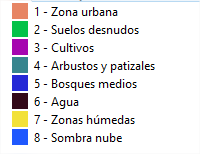 1 - Zona urbana
2 - Suelos desnudos
3 - Cultivos
4 - Arbustos y patizales
5 - Bosques medios
6 - Agua
7 - Zonas húmedas
8 - Sombra nube